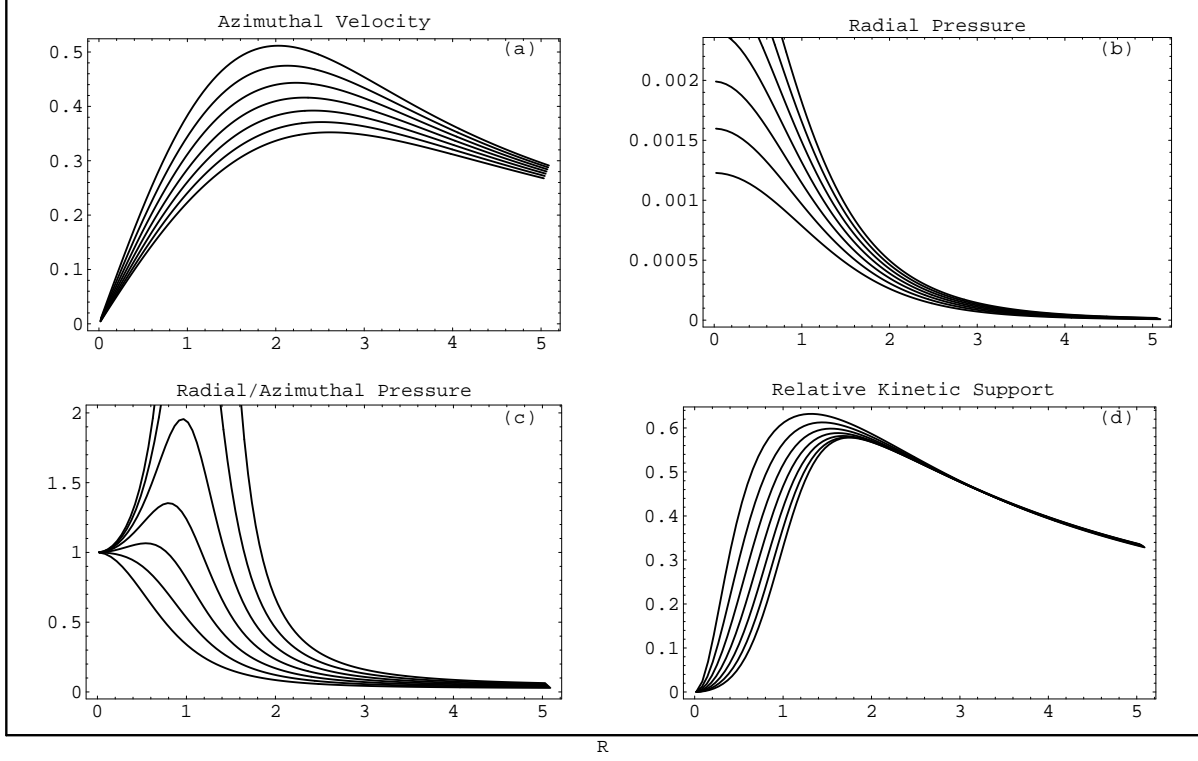 Azimuthal Velocity
(a)
0.5
0.4
0.3
0.2
0.1
0
0 1 2 3 4 5
Radial Pressure
(b)
0.002
0.0015
0.001
0.0005
0
0 1 2 3 4 5
Radial/Azimuthal Pressure
(c)
2
1.5
1
0.5
0
0 1 2 3 4 5
Relative Kinetic Support
(d)
0.6
0.5
0.4
0.3
0.2
0.1
0
0 1 2 3 4 5
R